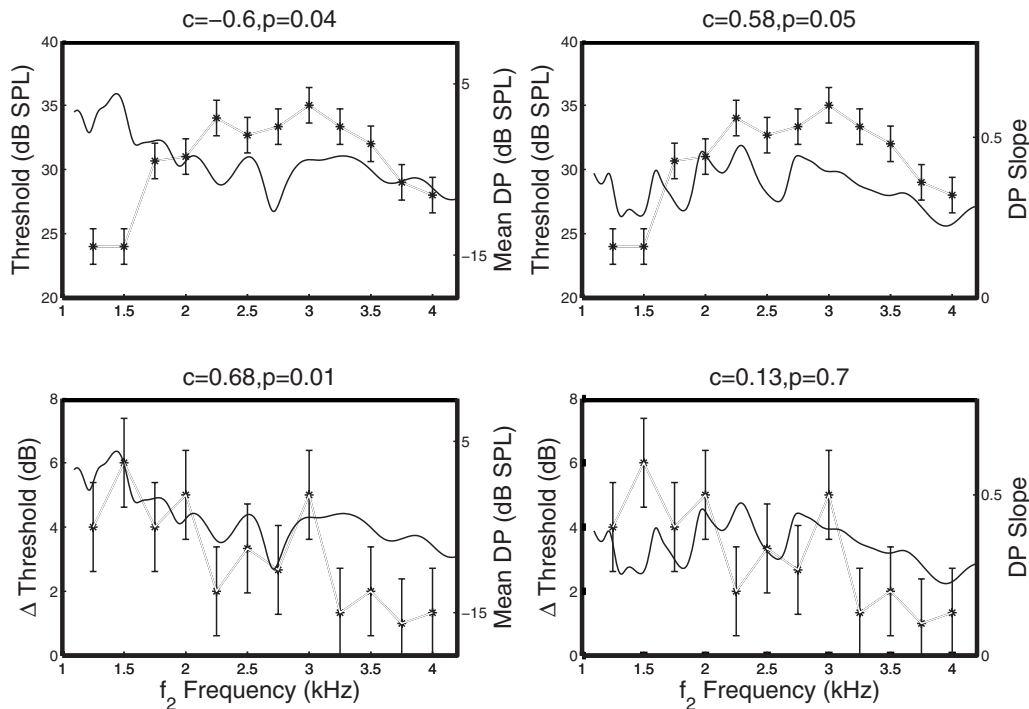 c=−0.6,p=0.04
c=0.58,p=0.05
Threshold (dB SPL)
40
35
30
25
20
5
−15
Mean DP (dB SPL)
1 1.5 2 2.5 3 3.5 4
Threshold (dB SPL)
40
35
30
25
20
0.5
0
DP Slope
1 1.5 2 2.5 3 3.5 4
c=0.68,p=0.01
c=0.13,p=0.7
Δ Threshold (dB)
8
6
4
2
0
5
−15
Mean DP (dB SPL)
1 1.5 2 2.5 3 3.5 4
f2 Frequency (kHz)
Δ Threshold (dB)
8
6
4
2
0
0.5
0
DP Slope
1 1.5 2 2.5 3 3.5 4
f2 Frequency (kHz)